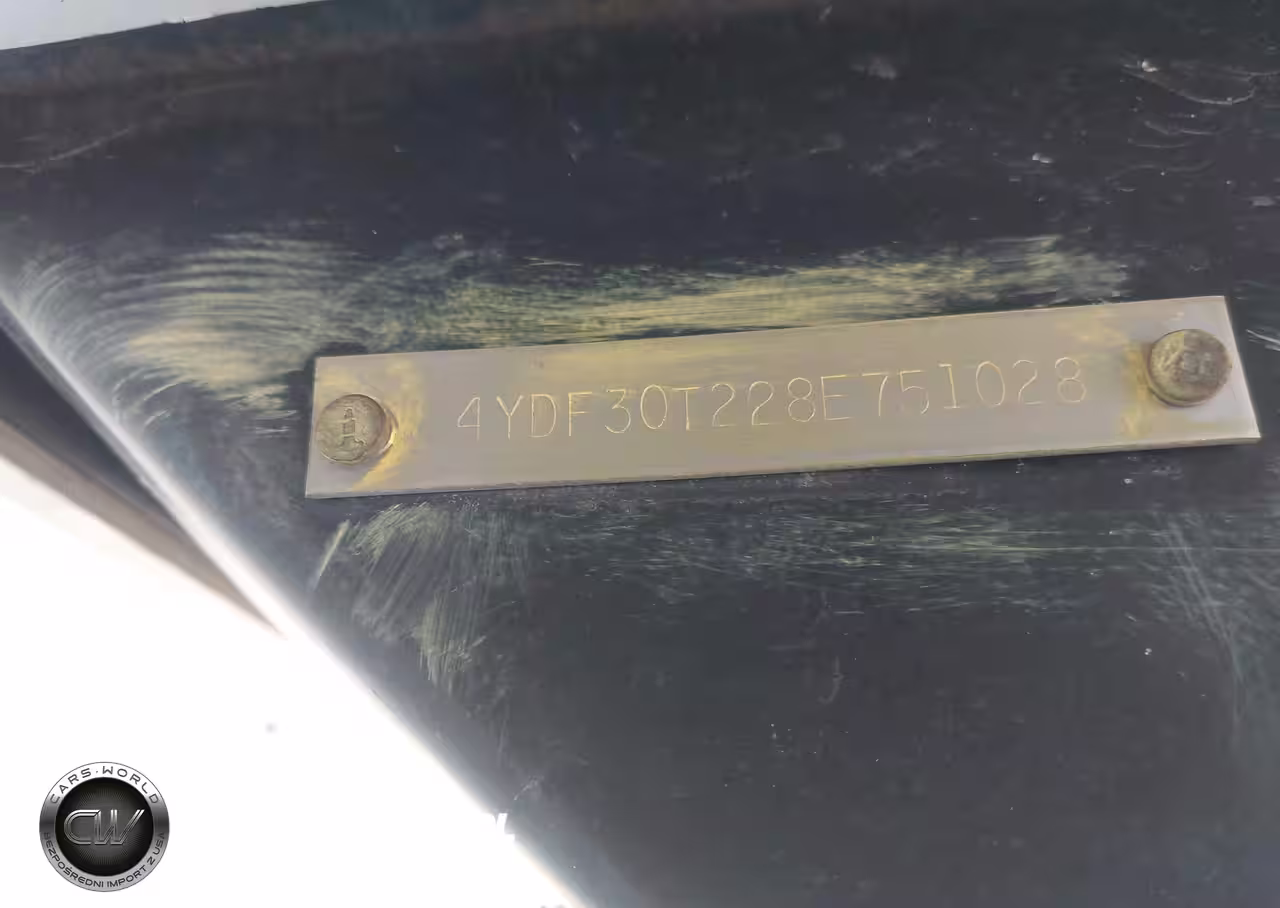 4YDF30T228E751028
CARS·WORLD
CW
BEZPOŚREDNI IMPORT Z USA